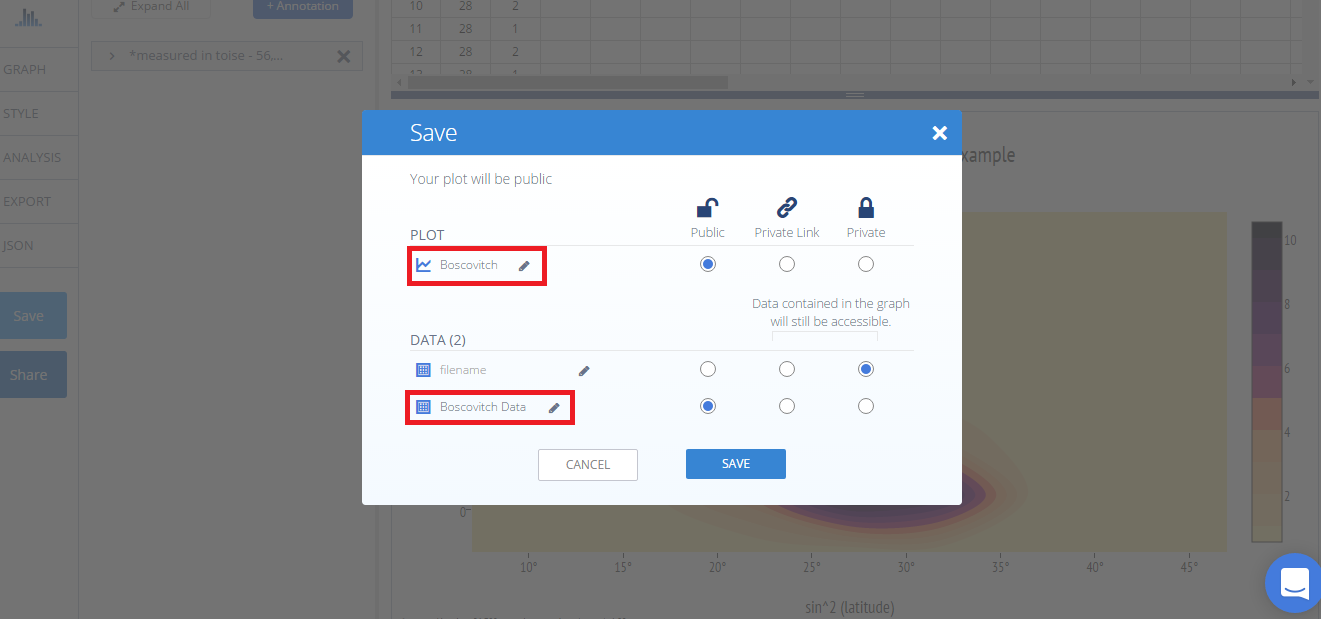 Expand All
+ Annotation
10 28 2
11 28 1
12 28 2
*measured in toise - 56,...
GRAPH
STYLE
ANALYSIS
EXPORT
JSON
Save
Share
Save
Your plot will be public
Public Private Link Private
PLOT
Boscovitch
Data contained in the graph
will still be accessible.
DATA (2)
filename
Boscovitch Data
CANCEL SAVE
xample
10
8
6
4
2
0
10° 15° 20° 25° 30° 35° 40° 45°
sin^2 (latitude)